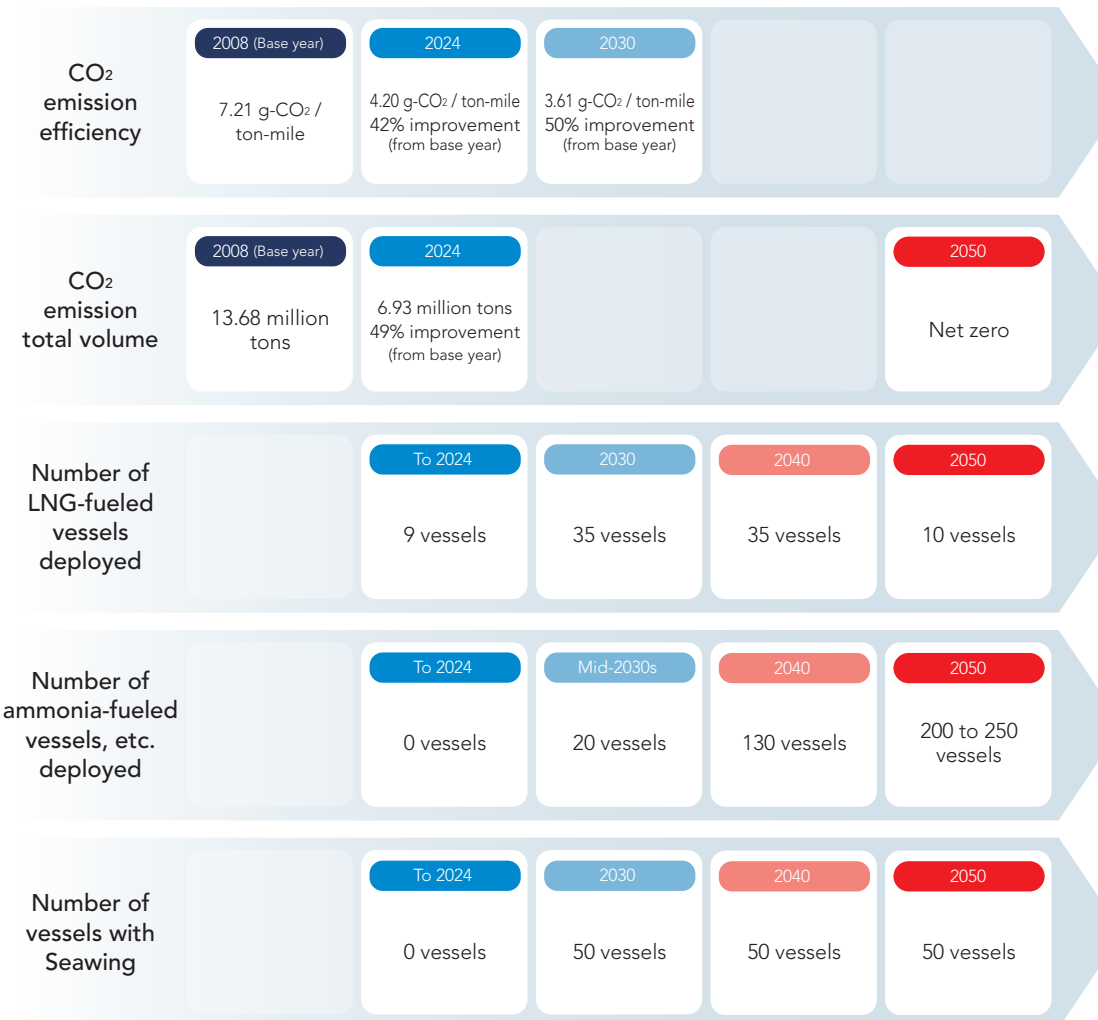 CO2
emission
efficiency
2008 (Base year)
7.21 g-CO2 /
ton-mile
2024
4.20 g-CO2 / ton-mile
42% improvement
(from base year)
2030
3.61 g-CO2 / ton-mile
50% improvement
(from base year)
CO2
emission
total volume
2008 (Base year)
13.68 million
tons
2024
6.93 million tons
49% improvement
(from base year)
2050
Net zero
Number of
LNG-fueled
vessels
deployed
To 2024
9 vessels
2030
35 vessels
2040
35 vessels
2050
10 vessels
Number of
ammonia-fueled
vessels, etc.
deployed
To 2024
0 vessels
Mid-2030s
20 vessels
2040
130 vessels
2050
200 to 250
vessels
Number of
vessels with
Seawing
To 2024
0 vessels
2030
50 vessels
2040
50 vessels
2050
50 vessels